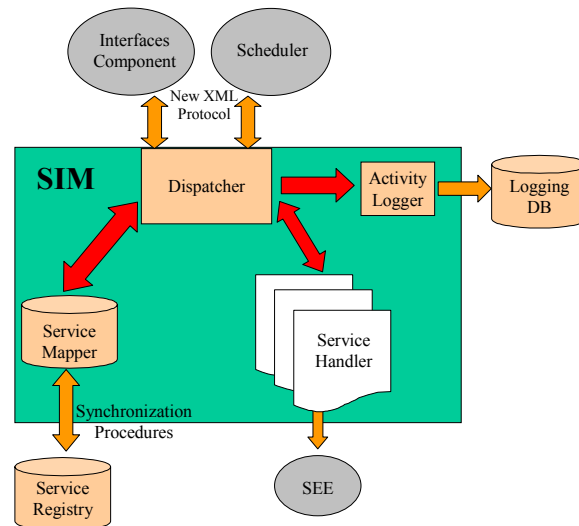 Interfaces
Component
Scheduler
New XML
Protocol
SIM
Dispatcher
Activity
Logger
Logging
DB
Service
Mapper
Service
Handler
Synchronization
Procedures
Service
Registry
SEE